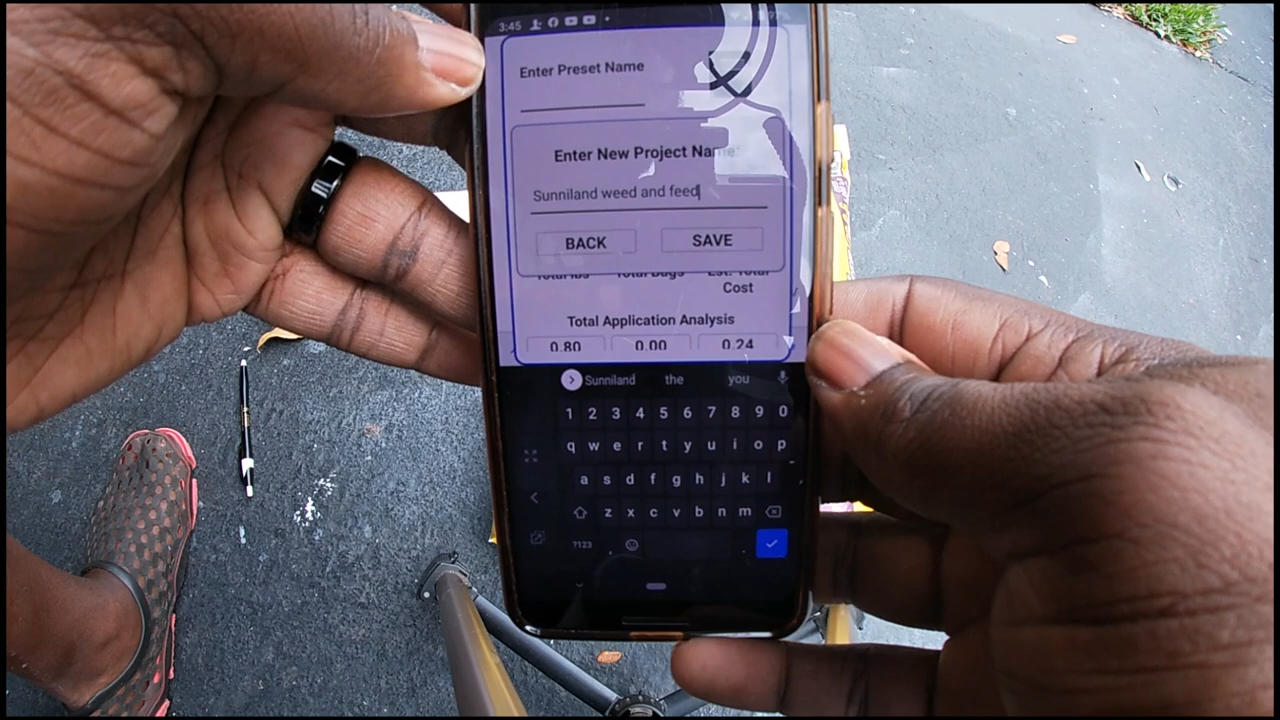 3:45
Enter Preset Name
Enter New Project Name:
Sunniland weed and feed
BACK SAVE
Total lbs Total Bags Est. Total
Cost
Total Application Analysis
0.80 0.00 0.24
Sunniland the you
1 2 3 4 5 6 7 8 9 0
q w e r t y u i o p
a s d f g h j k l
z x c v b n m
?123 , .